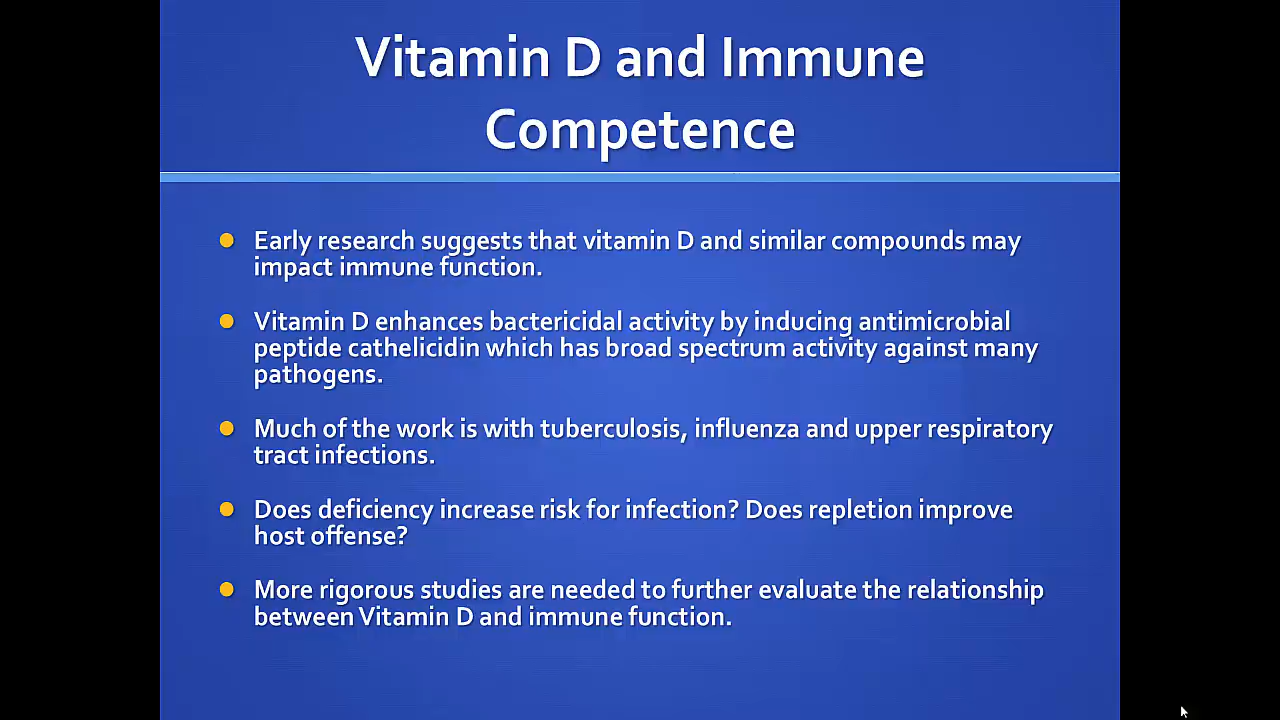 Vitamin D and Immune
Competence
Early research suggests that vitamin D and similar compounds may
impact immune function.
Vitamin D enhances bactericidal activity by inducing antimicrobial
peptide cathelicidin which has broad spectrum activity against many
pathogens.
Much of the work is with tuberculosis, influenza and upper respiratory
tract infections.
Does deficiency increase risk for infection? Does repletion improve
host offense?
More rigorous studies are needed to further evaluate the relationship
between Vitamin D and immune function.